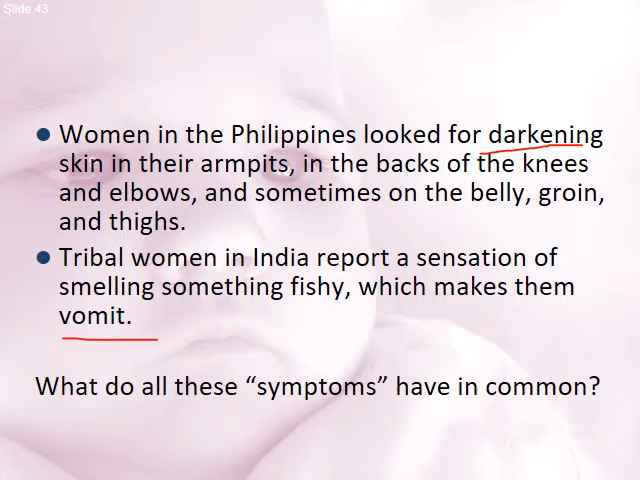 Slide 43
● Women in the Philippines looked for darkening
skin in their armpits, in the backs of the knees
and elbows, and sometimes on the belly, groin,
and thighs.
● Tribal women in India report a sensation of
smelling something fishy, which makes them
vomit.
What do all these “symptoms” have in common?